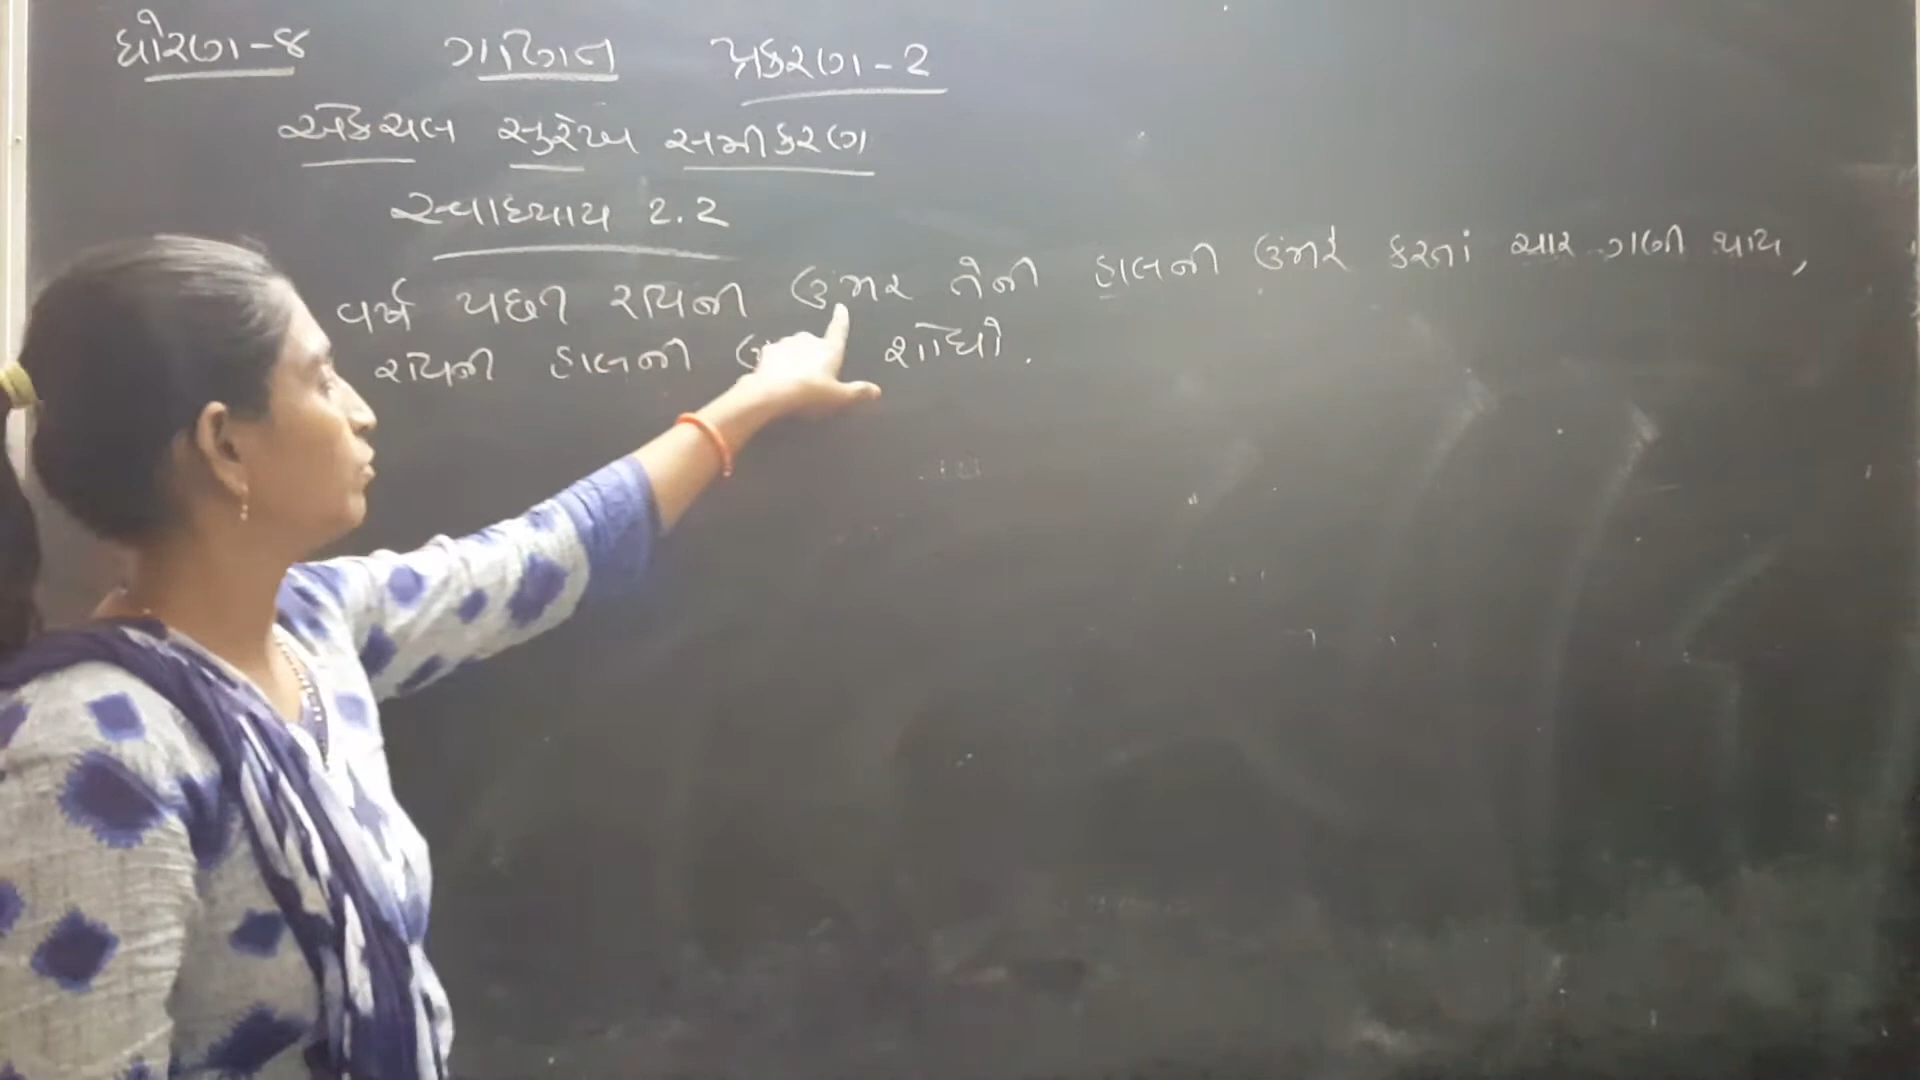 ધોરણ-૪ ગણિત પ્રકરણ-2
એકચલ સુરેખ સમીકરણ
સ્વાધ્યાય 2.2
વર્ષ પછી રવિની ઉંમર તેની હાલની ઉંમર કરતાં ચાર ગણી થાય,
રવિની હાલની શોધો.